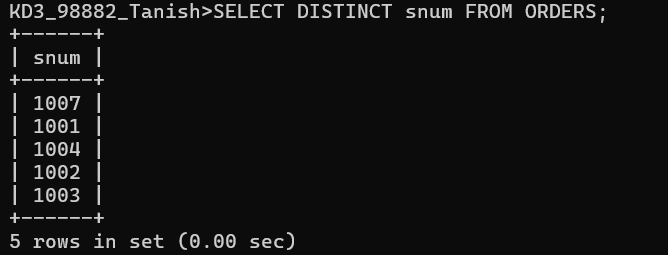 KD3_98882_Tanish>SELECT DISTINCT snum FROM ORDERS;
+------+
| snum |
+------+
| 1007 |
| 1001 |
| 1004 |
| 1002 |
| 1003 |
+------+
5 rows in set (0.00 sec)